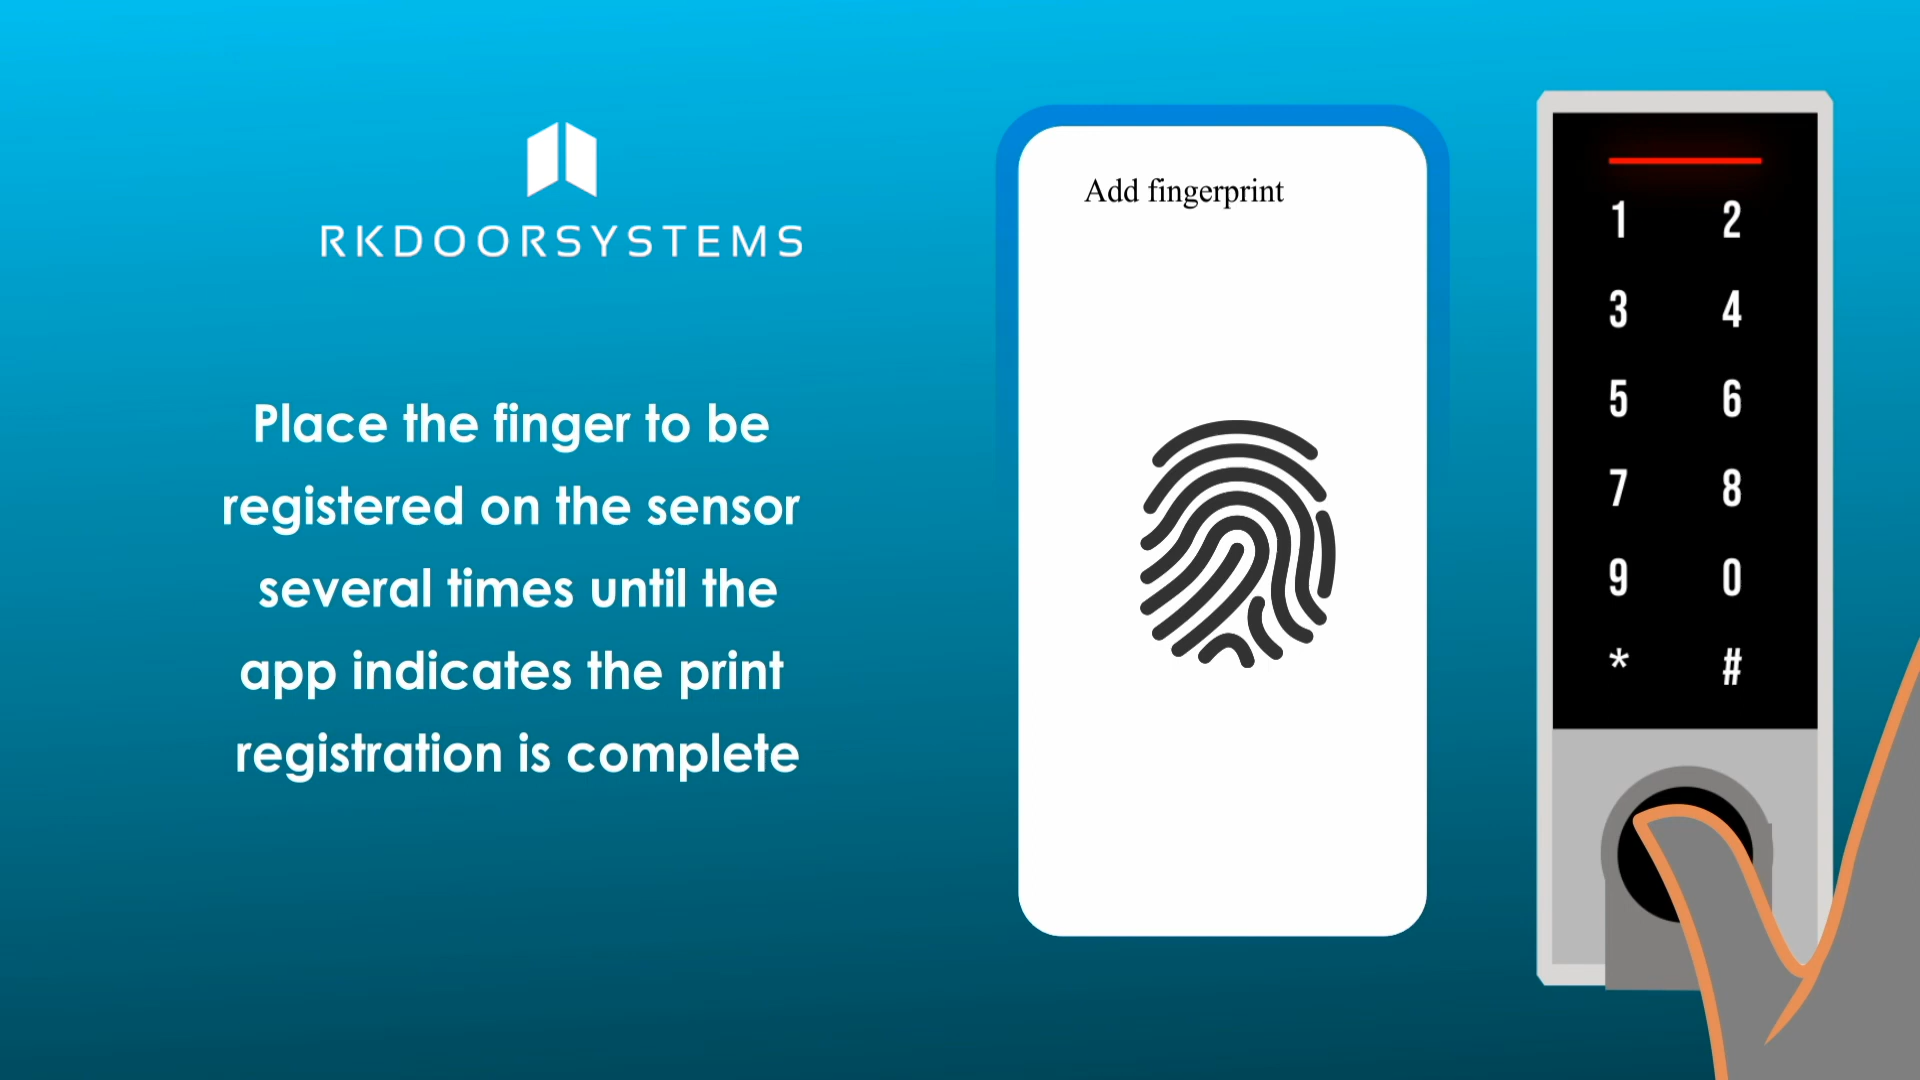 RKDOORSYSTEMS
Place the finger to be
registered on the sensor
several times until the
app indicates the print
registration is complete
Add fingerprint
1 2
3 4
5 6
7 8
9 0
* #